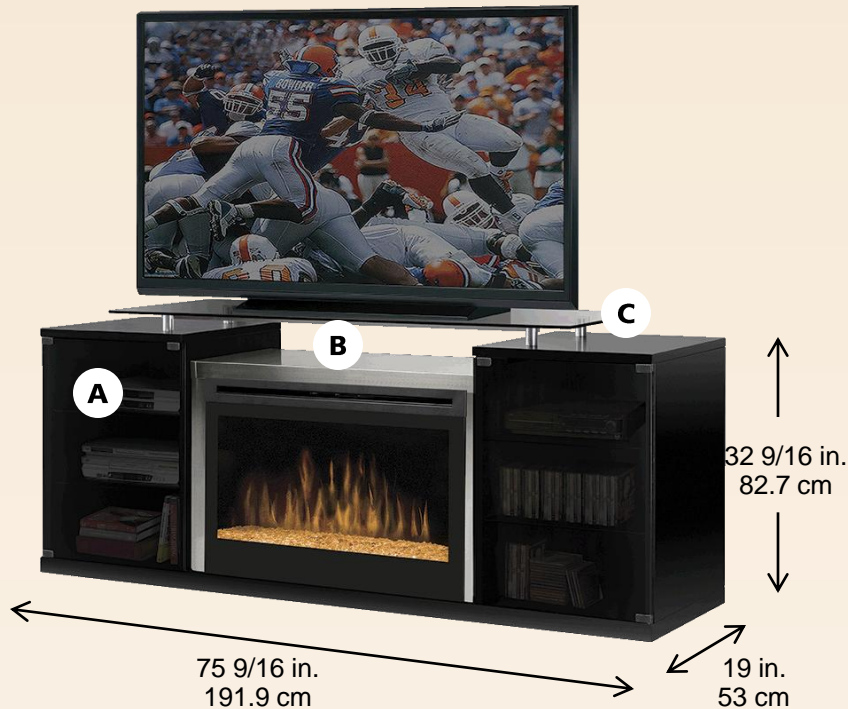 BOWDER
55
34
C
B
A
32 9/16 in.
82.7 cm
75 9/16 in.
191.9 cm
19 in.
53 cm